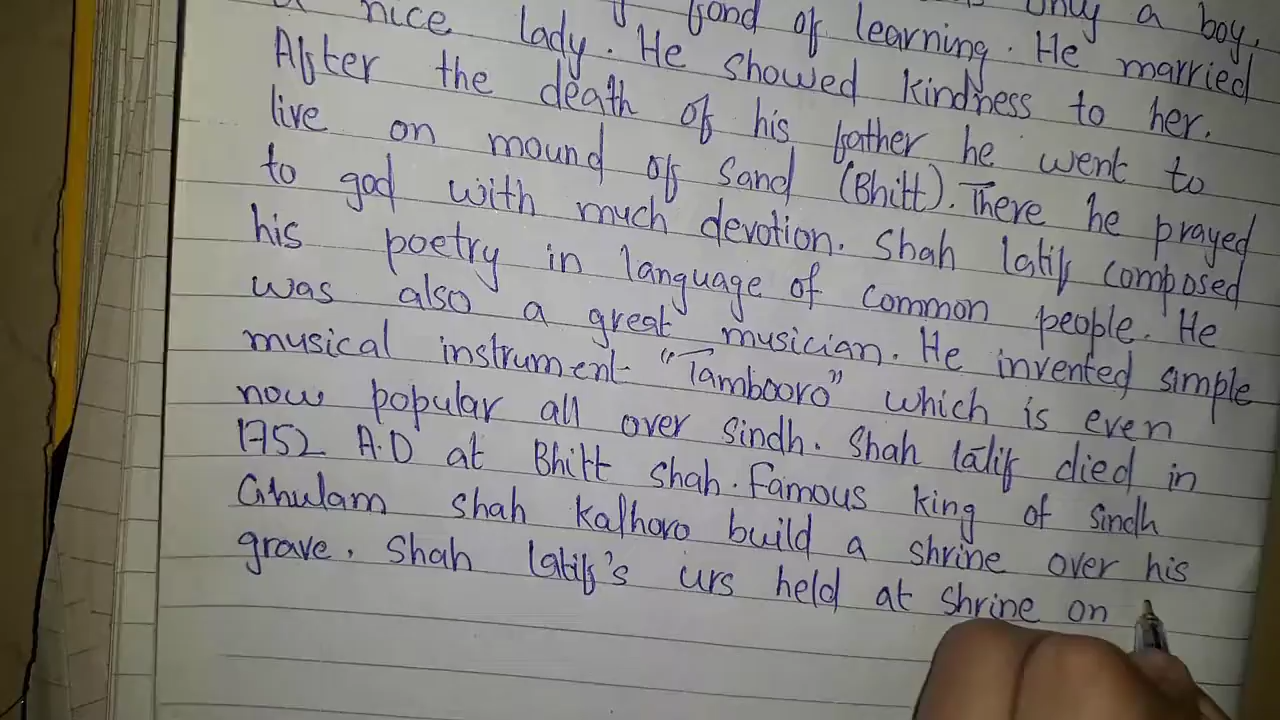 only a boy.
nice lady. fond of learning. He married
After the death He showed kindness to her.
live on mound of his father he went to
to god with of Sand (Bhitt). There he prayed
his poetry in much devotion. Shah latif composed
was also a language of common people. He
musical instrument great musician. He invented simple
now popular all "Tambooro" which is even
1752 A.D at over sindh. Shah latif died in
Ghulam shah Bhitt shah. Famous king of sindh
grave. Shah kalhoro build a shrine over his
latif's urs held at shrine on